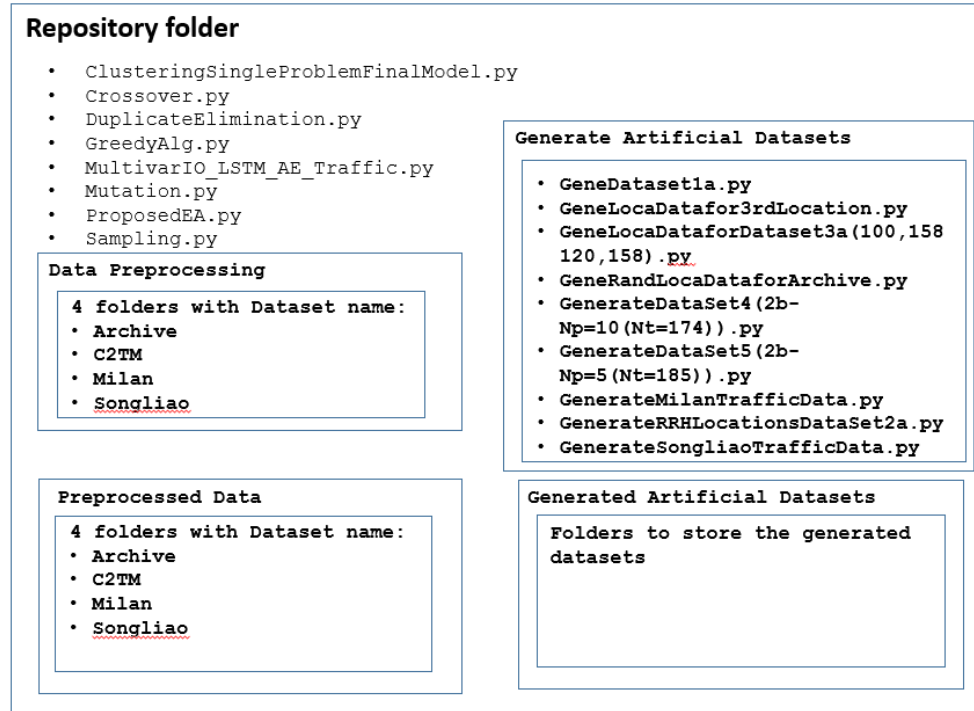 Repository folder
• ClusteringSingleProblemFinalModel.py
• Crossover.py
• DuplicateElimination.py
• GreedyAlg.py
• MultivarIO_LSTM_AE_Traffic.py
• Mutation.py
• ProposedEA.py
• Sampling.py
Data Preprocessing
4 folders with Dataset name:
• Archive
• C2TM
• Milan
• Songliao
Generate Artificial Datasets
• GeneDataset1a.py
• GeneLocaDatafor3rdLocation.py
• GeneLocaDataforDataset3a(100,158
120,158).py
• GeneRandLocaDataforArchive.py
• GenerateDataSet4(2b-
Np=10(Nt=174)).py
• GenerateDataSet5(2b-
Np=5(Nt=185)).py
• GenerateMilanTrafficData.py
• GenerateRRHLocationsDataSet2a.py
• GenerateSongliaoTrafficData.py
Preprocessed Data
4 folders with Dataset name:
• Archive
• C2TM
• Milan
• Songliao
Generated Artificial Datasets
Folders to store the generated
datasets